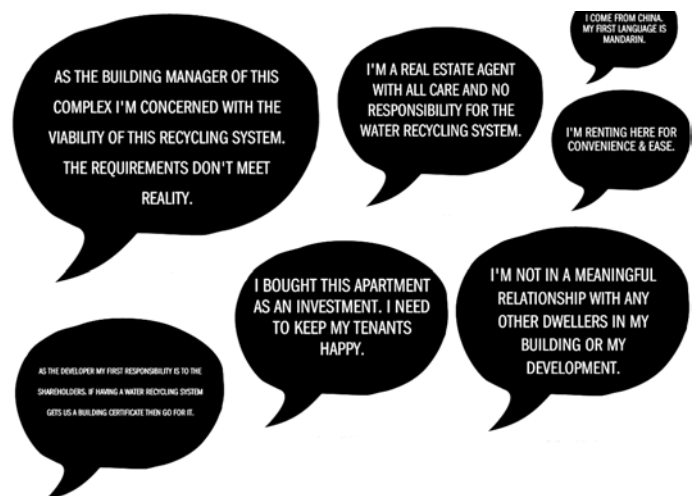 AS THE BUILDING MANAGER OF THIS
COMPLEX I'M CONCERNED WITH THE
VIABILITY OF THIS RECYCLING SYSTEM.
THE REQUIREMENTS DON'T MEET
REALITY.
I'M A REAL ESTATE AGENT
WITH ALL CARE AND NO
RESPONSIBILITY FOR THE
WATER RECYCLING SYSTEM.
I COME FROM CHINA.
MY FIRST LANGUAGE IS
MANDARIN.
I'M RENTING HERE FOR
CONVENIENCE & EASE.
AS THE DEVELOPER MY FIRST RESPONSIBILITY IS TO THE
SHAREHOLDERS. IF HAVING A WATER RECYCLING SYSTEM
GETS US A BUILDING CERTIFICATE THEN GO FOR IT.
I BOUGHT THIS APARTMENT
AS AN INVESTMENT. I NEED
TO KEEP MY TENANTS
HAPPY.
I'M NOT IN A MEANINGFUL
RELATIONSHIP WITH ANY
OTHER DWELLERS IN MY
BUILDING OR MY
DEVELOPMENT.